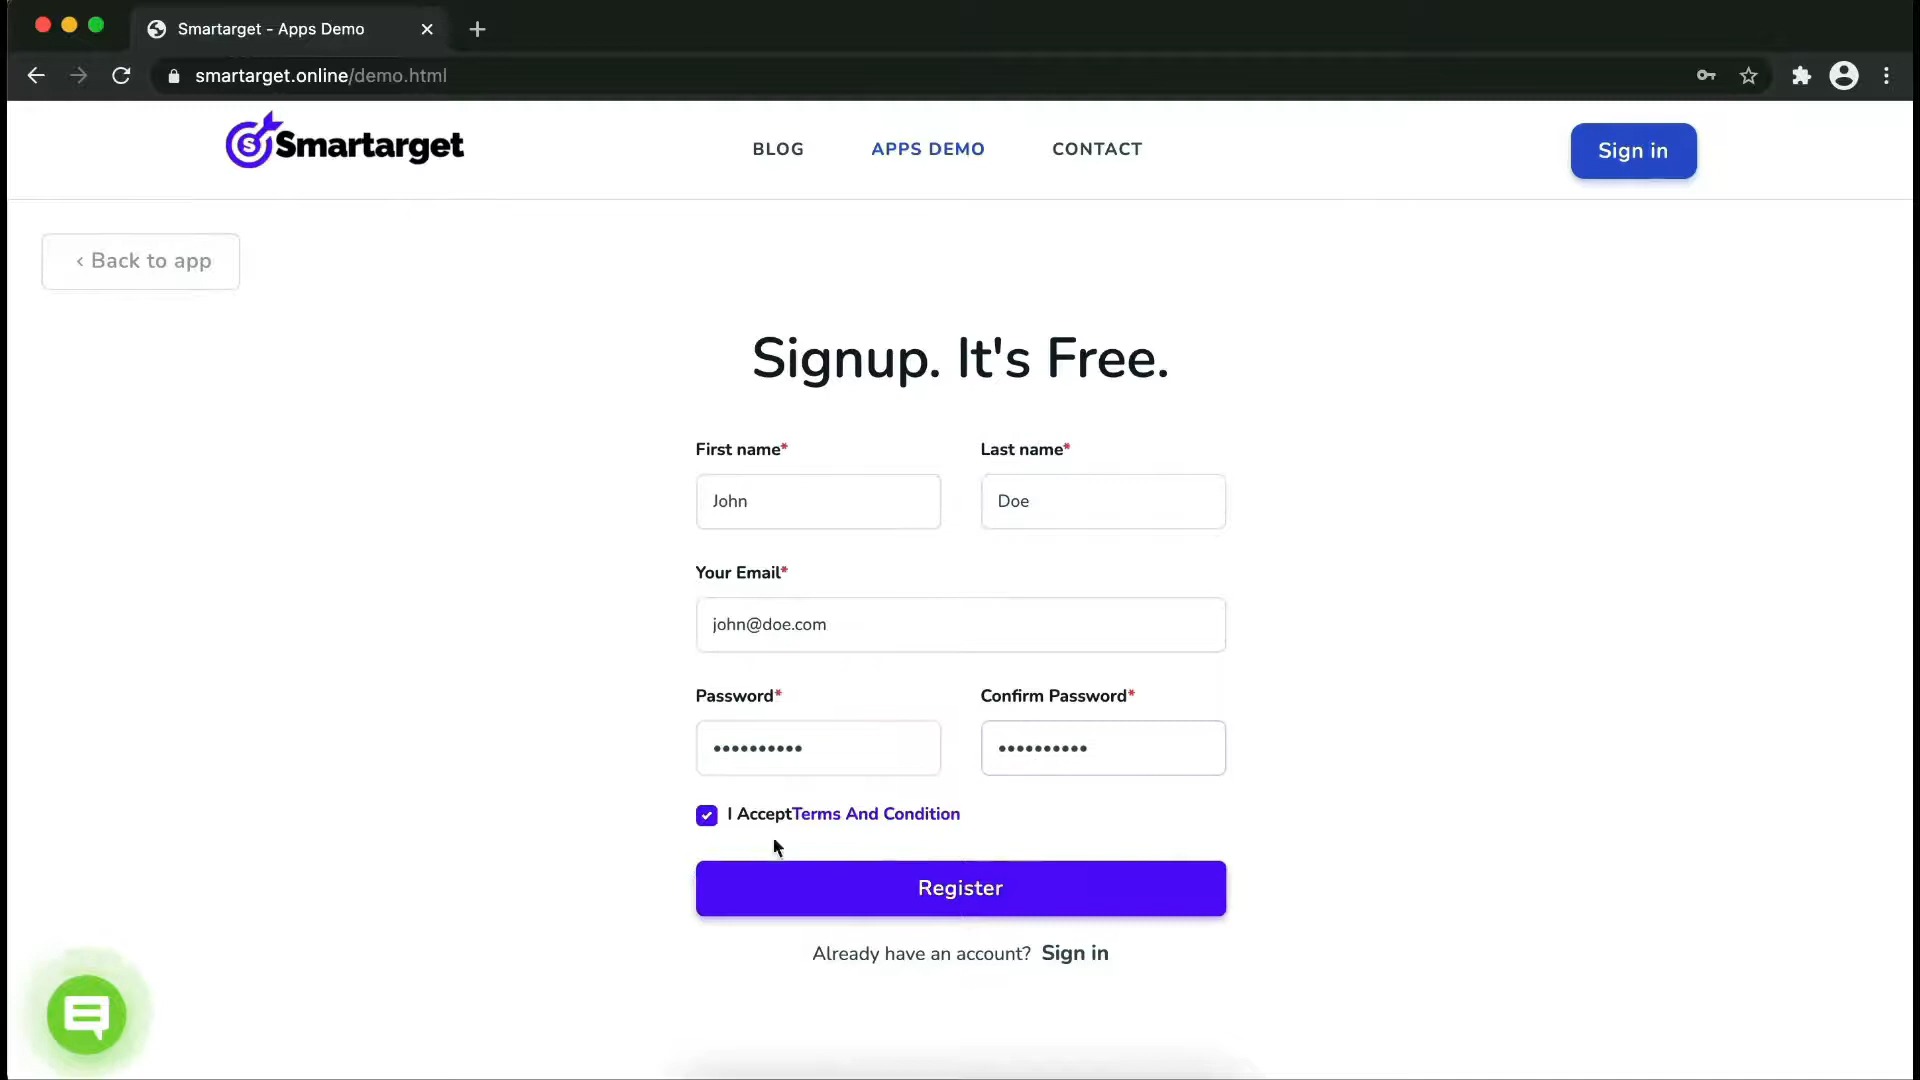 Smartarget - Apps Demo
smartarget.online/demo.html
Smartarget
BLOG
APPS DEMO
CONTACT
Sign in
‹ Back to app
Signup. It's Free.
First name*
Last name*
John
Doe
Your Email*
john@doe.com
Password*
Confirm Password*
••••••••••
••••••••••
I AcceptTerms And Condition
Register
Already have an account? Sign in